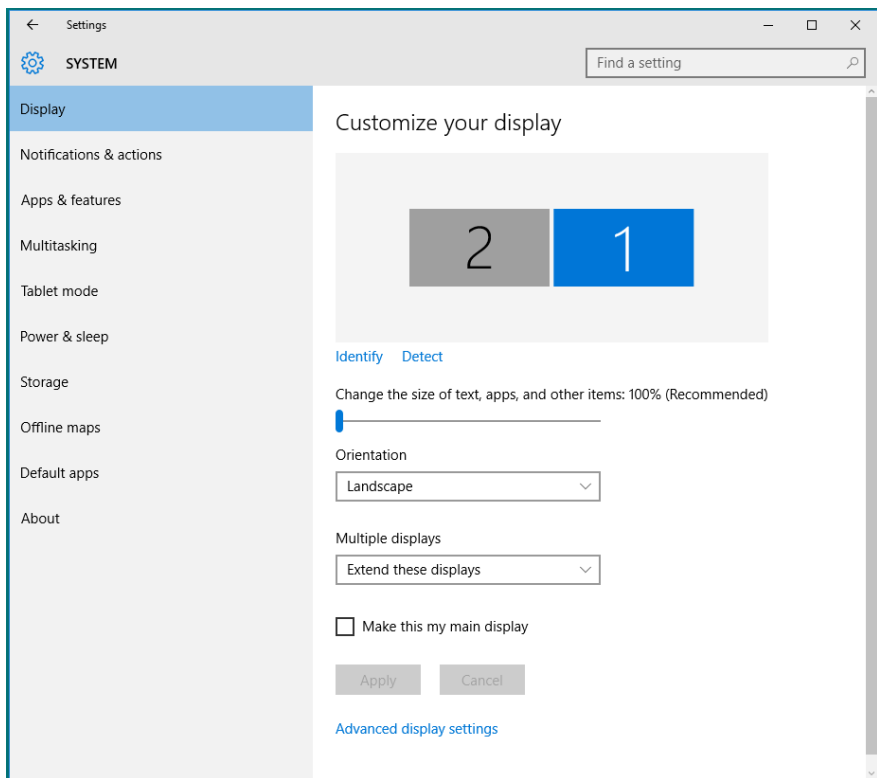 Settings
SYSTEM
Find a setting
Display
Notifications & actions
Apps & features
Multitasking
Tablet mode
Power & sleep
Storage
Offline maps
Default apps
About
Customize your display
2 1
Identify Detect
Change the size of text, apps, and other items: 100% (Recommended)
Orientation
Landscape
Multiple displays
Extend these displays
Make this my main display
Apply Cancel
Advanced display settings